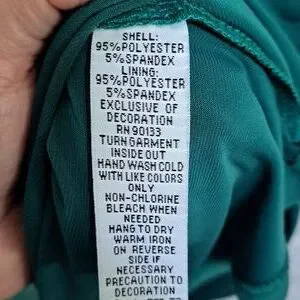 SHELL:
95%POLYESTER
5%SPANDEX
LINING:
95%POLYESTER
5%SPANDEX
EXCLUSIVE OF
DECORATION
RN 90133
TURN GARMENT
INSIDE OUT
HAND WASH COLD
WITH LIKE COLORS
ONLY
NON-CHLORINE
BLEACH WHEN
NEEDED
HANG TO DRY
WARM IRON
ON REVERSE
SIDE IF
NECESSARY
PRECAUTION TO
DECORATION